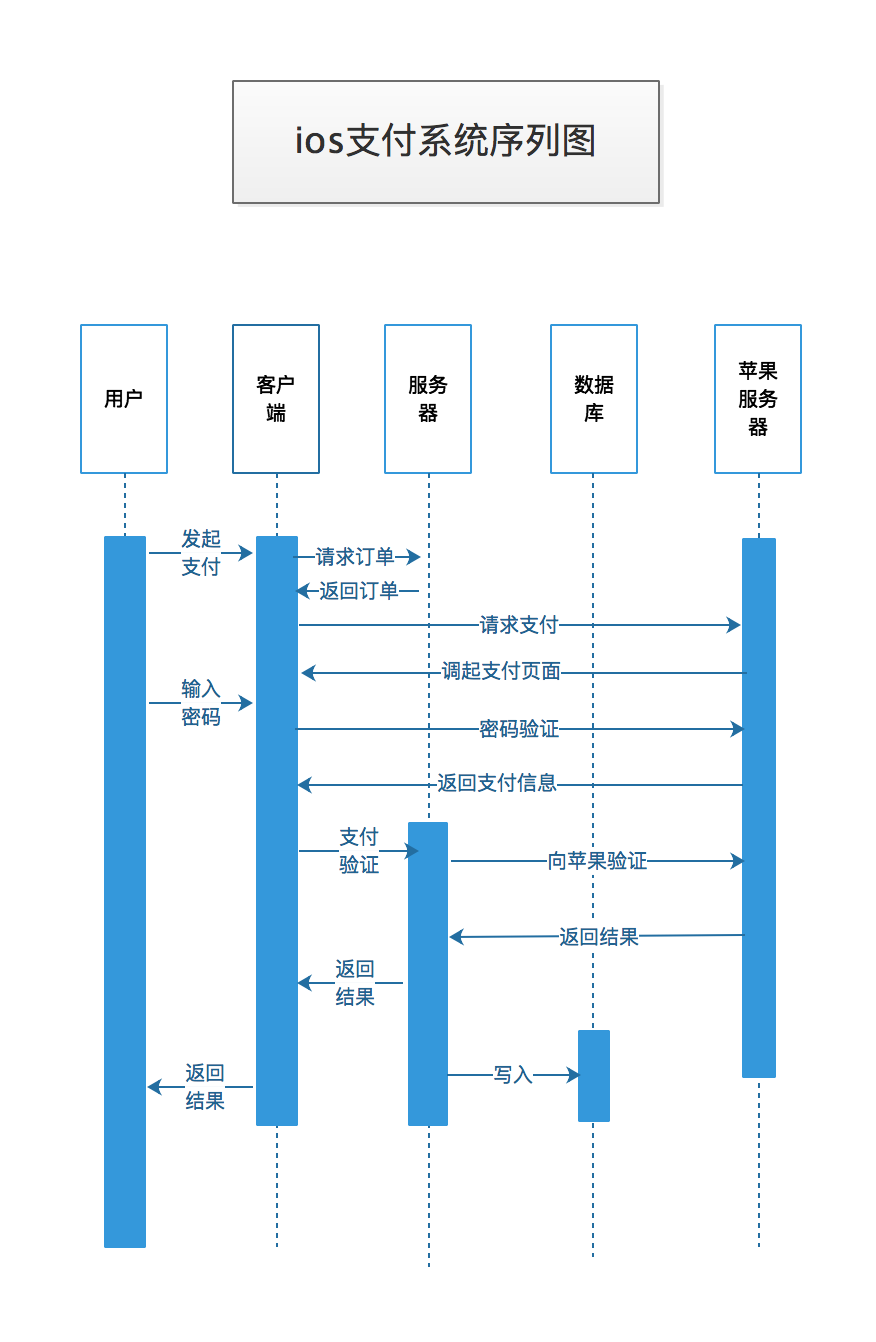 ios支付系统序列图
用户
客户
端
服务
器
数据
库
苹果
服务
器
发起
支付
请求订单
返回订单
请求支付
调起支付页面
输入
密码
密码验证
返回支付信息
支付
验证
向苹果验证
返回结果
返回
结果
写入
返回
结果